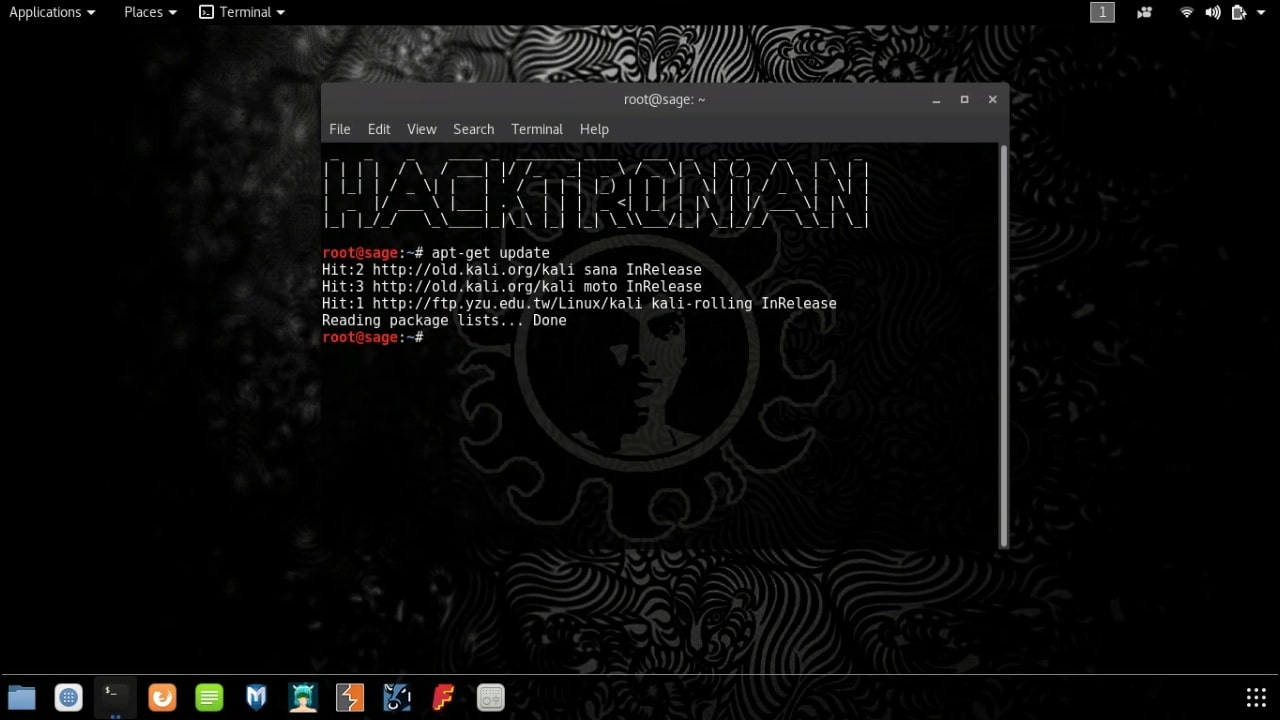 Applications Places Terminal 1
root@sage: ~
File Edit View Search Terminal Help
HACKTRONiAN
root@sage:~# apt-get update
Hit:2 http://old.kali.org/kali sana InRelease
Hit:3 http://old.kali.org/kali moto InRelease
Hit:1 http://ftp.yzu.edu.tw/Linux/kali kali-rolling InRelease
Reading package lists... Done
root@sage:~#